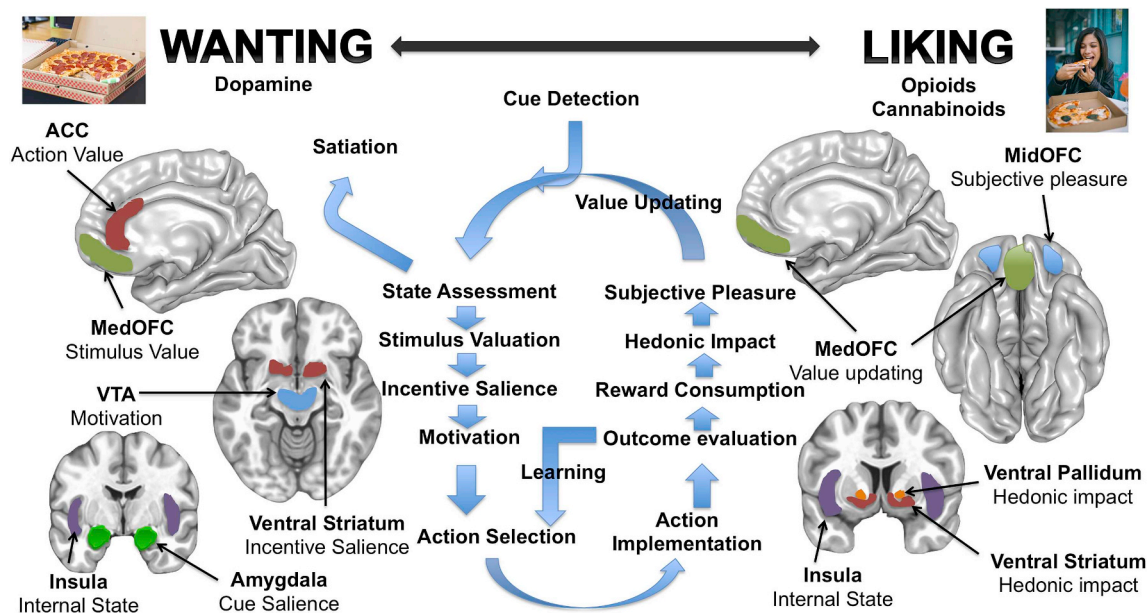 WANTING
Dopamine
LIKING
Opioids
Cannabinoids
ACC
Action Value
MedOFC
Stimulus Value
VTA
Motivation
Ventral Striatum
Incentive Salience
Insula
Internal State
Amygdala
Cue Salience
Cue Detection
Satiation
Value Updating
State Assessment
Stimulus Valuation
Incentive Salience
Motivation
Learning
Action Selection
Action
Implementation
Outcome evaluation
Reward Consumption
Hedonic Impact
Subjective Pleasure
MidOFC
Subjective pleasure
MedOFC
Value updating
Ventral Pallidum
Hedonic impact
Ventral Striatum
Hedonic impact
Insula
Internal State